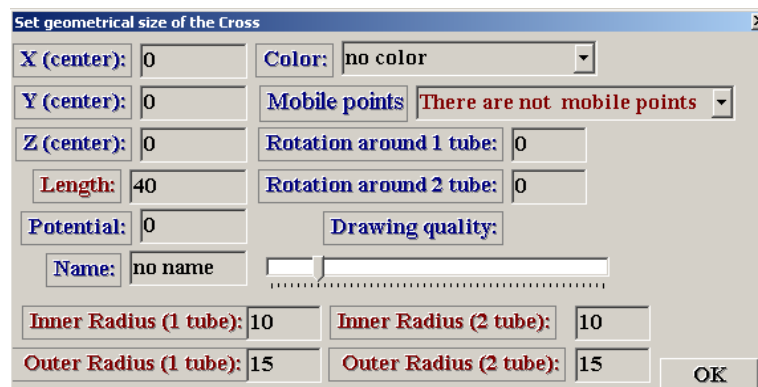 Set geometrical size of the Cross
X (center): 0 Color: no color
Y (center): 0 Mobile points There are not mobile points
Z (center): 0 Rotation around 1 tube: 0
Length: 40 Rotation around 2 tube: 0
Potential: 0 Drawing quality:
Name: no name
Inner Radius (1 tube): 10 Inner Radius (2 tube): 10
Outer Radius (1 tube): 15 Outer Radius (2 tube): 15
OK